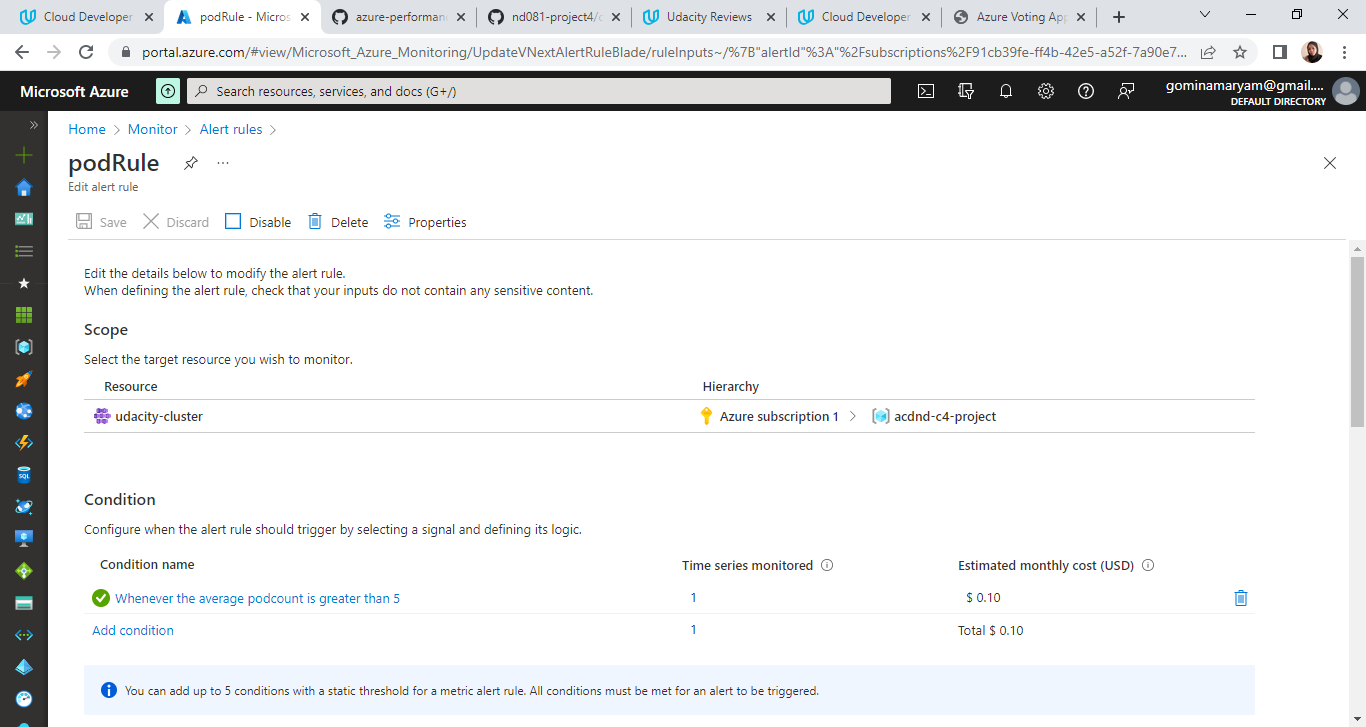 Cloud Developer
podRule - Micros
azure-performan
nd081-project4/c
Udacity Reviews
Cloud Developer
Azure Voting App
portal.azure.com/#view/Microsoft_Azure_Monitoring/UpdateVNextAlertRuleBlade/ruleInputs~/%7B"alertId"%3A"%2Fsubscriptions%2F91cb39fe-ff4b-42e5-a52f-7a90e7...
Microsoft Azure
Search resources, services, and docs (G+/)
gominamaryam@gmail....
DEFAULT DIRECTORY
Home > Monitor > Alert rules >
podRule
...
Edit alert rule
Save
Discard
Disable
Delete
Properties
Edit the details below to modify the alert rule.
When defining the alert rule, check that your inputs do not contain any sensitive content.
Scope
Select the target resource you wish to monitor.
Resource Hierarchy
udacity-cluster Azure subscription 1 > acdnd-c4-project
Condition
Configure when the alert rule should trigger by selecting a signal and defining its logic.
Condition name Time series monitored Estimated monthly cost (USD)
Whenever the average podcount is greater than 5 1 $ 0.10
Add condition 1 Total $ 0.10
You can add up to 5 conditions with a static threshold for a metric alert rule. All conditions must be met for an alert to be triggered.
SQL